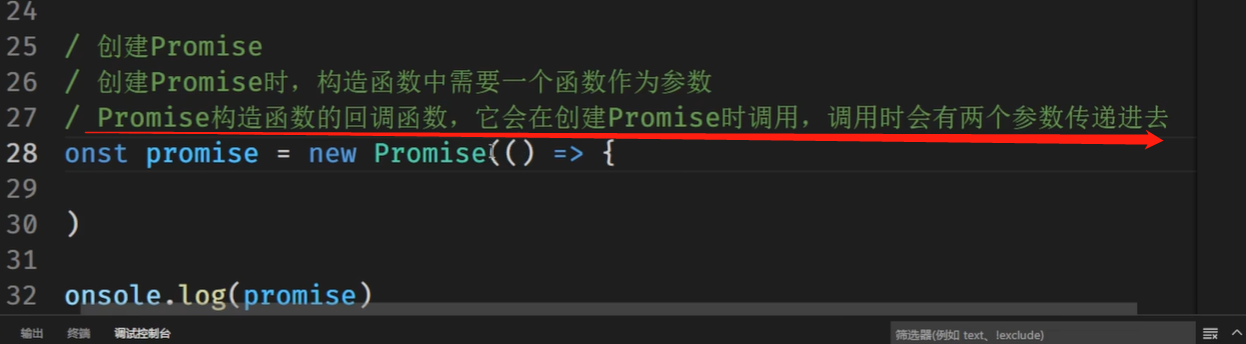 24
25 / 创建Promise
26 / 创建Promise时，构造函数中需要一个函数作为参数
27 / Promise构造函数的回调函数，它会在创建Promise时调用，调用时会有两个参数传递进去
28 onst promise = new Promise(() => {
29
30 )
31
32 onsole.log(promise)
输出 终端 调试控制台 筛选器(例如 text、!exclude)